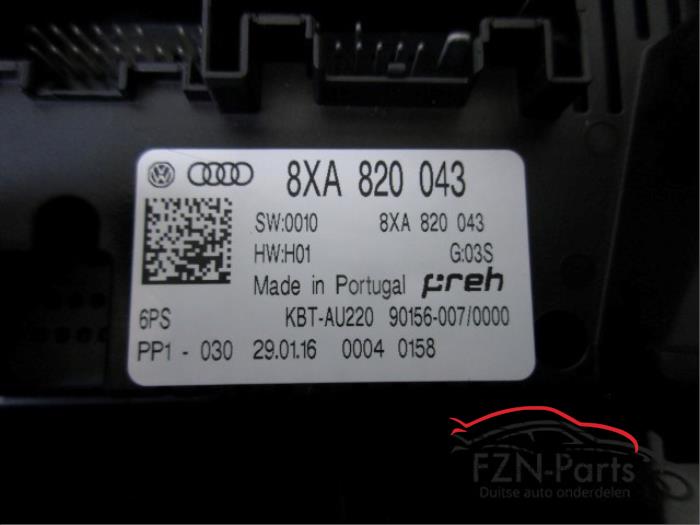 8XA 820 043
SW:0010 8XA 820 043
HW:H01 G:03S
Made in Portugal preh
6PS KBT-AU220 90156-007/0000
PP1 - 030 29.01.16 0004 0158
FZN-Parts
Duitse auto onderdelen